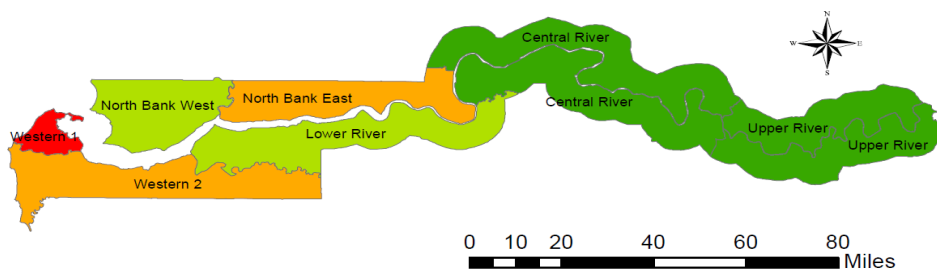 N
W E
S
Central River
North Bank West
North Bank East
Central River
Western 1
Lower River
Upper River
Upper River
Western 2
0 10 20 40 60 80
Miles